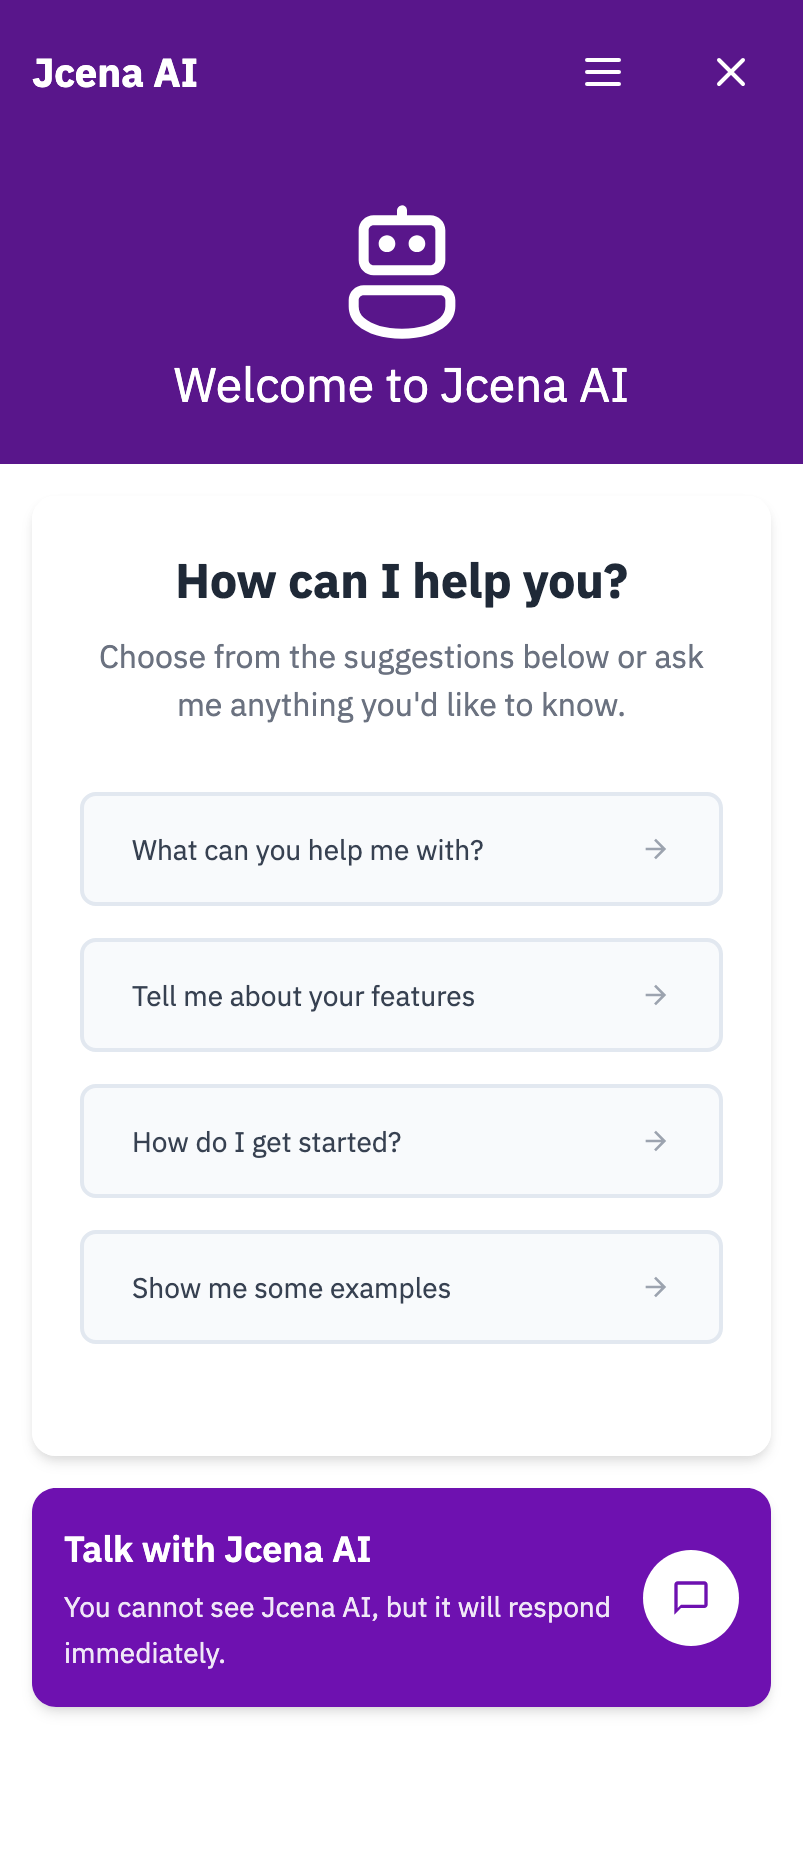 Jcena AI
Welcome to Jcena AI
How can I help you?
Choose from the suggestions below or ask
me anything you'd like to know.
What can you help me with?
Tell me about your features
How do I get started?
Show me some examples
Talk with Jcena AI
You cannot see Jcena AI, but it will respond
immediately.